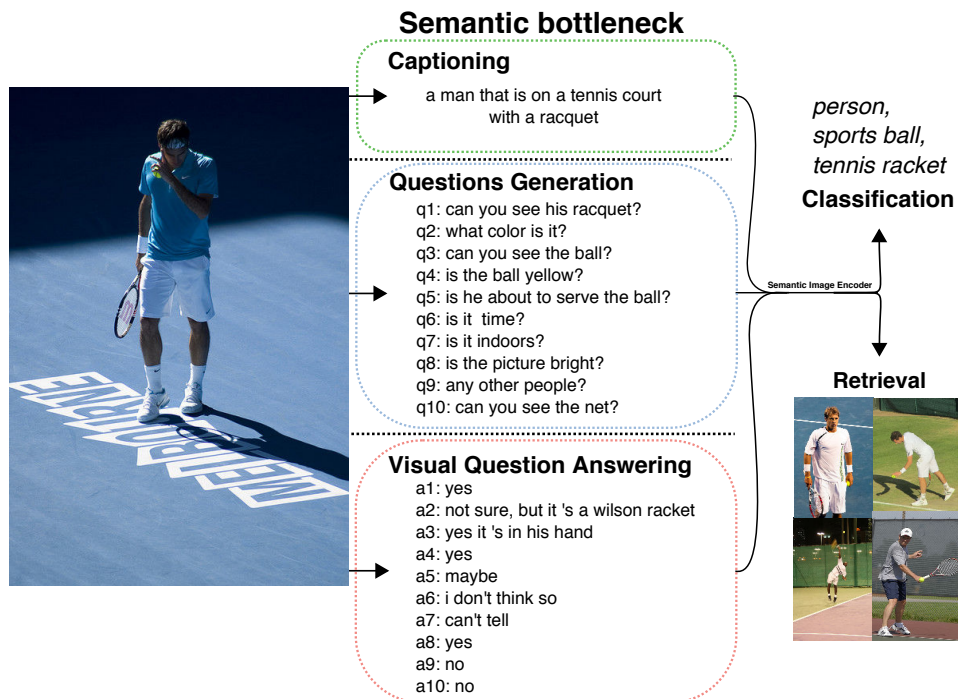 Semantic bottleneck
Captioning
a man that is on a tennis court
with a racquet
Questions Generation
q1: can you see his racquet?
q2: what color is it?
q3: can you see the ball?
q4: is the ball yellow?
q5: is he about to serve the ball?
q6: is it time?
q7: is it indoors?
q8: is the picture bright?
q9: any other people?
q10: can you see the net?
Visual Question Answering
a1: yes
a2: not sure, but it 's a wilson racket
a3: yes it 's in his hand
a4: yes
a5: maybe
a6: i don't think so
a7: can't tell
a8: yes
a9: no
a10: no
MELBOURNE
Semantic Image Encoder
person,
sports ball,
tennis racket
Classification
Retrieval